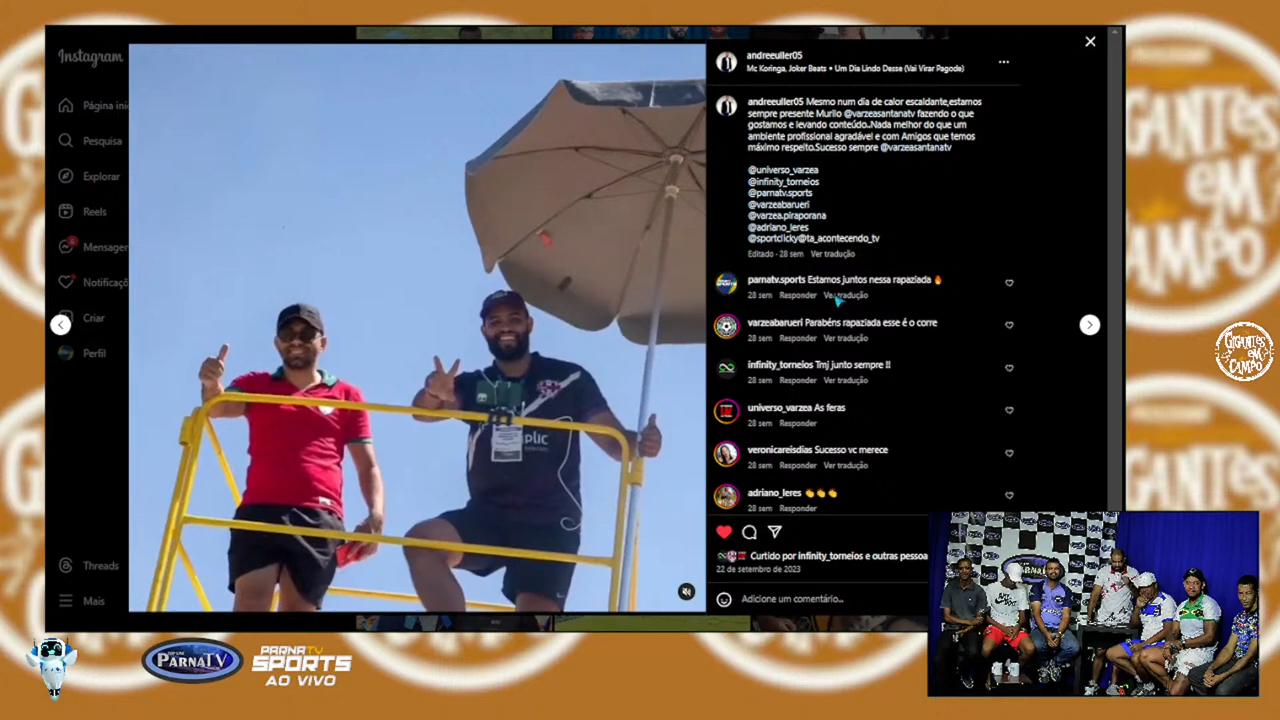 Instagram
Página ini
Pesquisa
Explorar
Reels
6
Mensagen
Notificaçõ
Criar
Perfil
Threads
Mais
plic
andreeuller05
Mc Koringa, Joker Beats • Um Dia Lindo Desse (Vai Virar Pagode)
andreeuller05 Mesmo num dia de calor escaldante,estamos
sempre presente Murilo @varzeasantanatv fazendo o que
gostamos e levando conteúdo..Nada melhor do que um
ambiente profissional agradável e com Amigos que temos
máximo respeito.Sucesso sempre @varzeasantanatv
@universo_varzea
@infinity_torneios
@parnatv.sports
@varzeabarueri
@varzea.piraporana
@adriano_leres
@sportclicky@ta_acontecendo_tv
Editado · 28 sem Ver tradução
parnatv.sports Estamos juntos nessa rapaziada 🔥
28 sem Responder Ver tradução
varzeabarueri Parabéns rapaziada esse é o corre
28 sem Responder Ver tradução
infinity_torneios Tmj junto sempre !!
28 sem Responder Ver tradução
universo_varzea As feras
28 sem Responder
veronicareisdias Sucesso vc merece
28 sem Responder Ver tradução
adriano_leres 👏👏👏
28 sem Responder
Curtido por infinity_torneios e outras pessoa
22 de setembro de 2023
Adicione um comentário...
GIGANTES
EM
CAMPO
PARNATV
PARNATV
SPORTS
AO VIVO